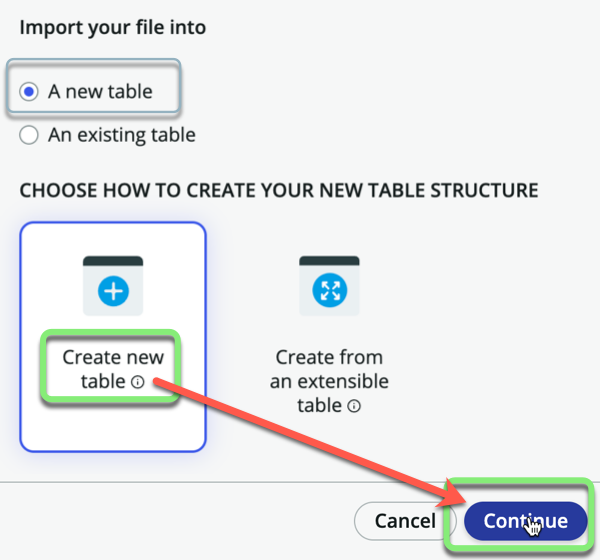 Import your file into
A new table
An existing table
CHOOSE HOW TO CREATE YOUR NEW TABLE STRUCTURE
Create new
table
Create from
an extensible
table
Cancel
Continue